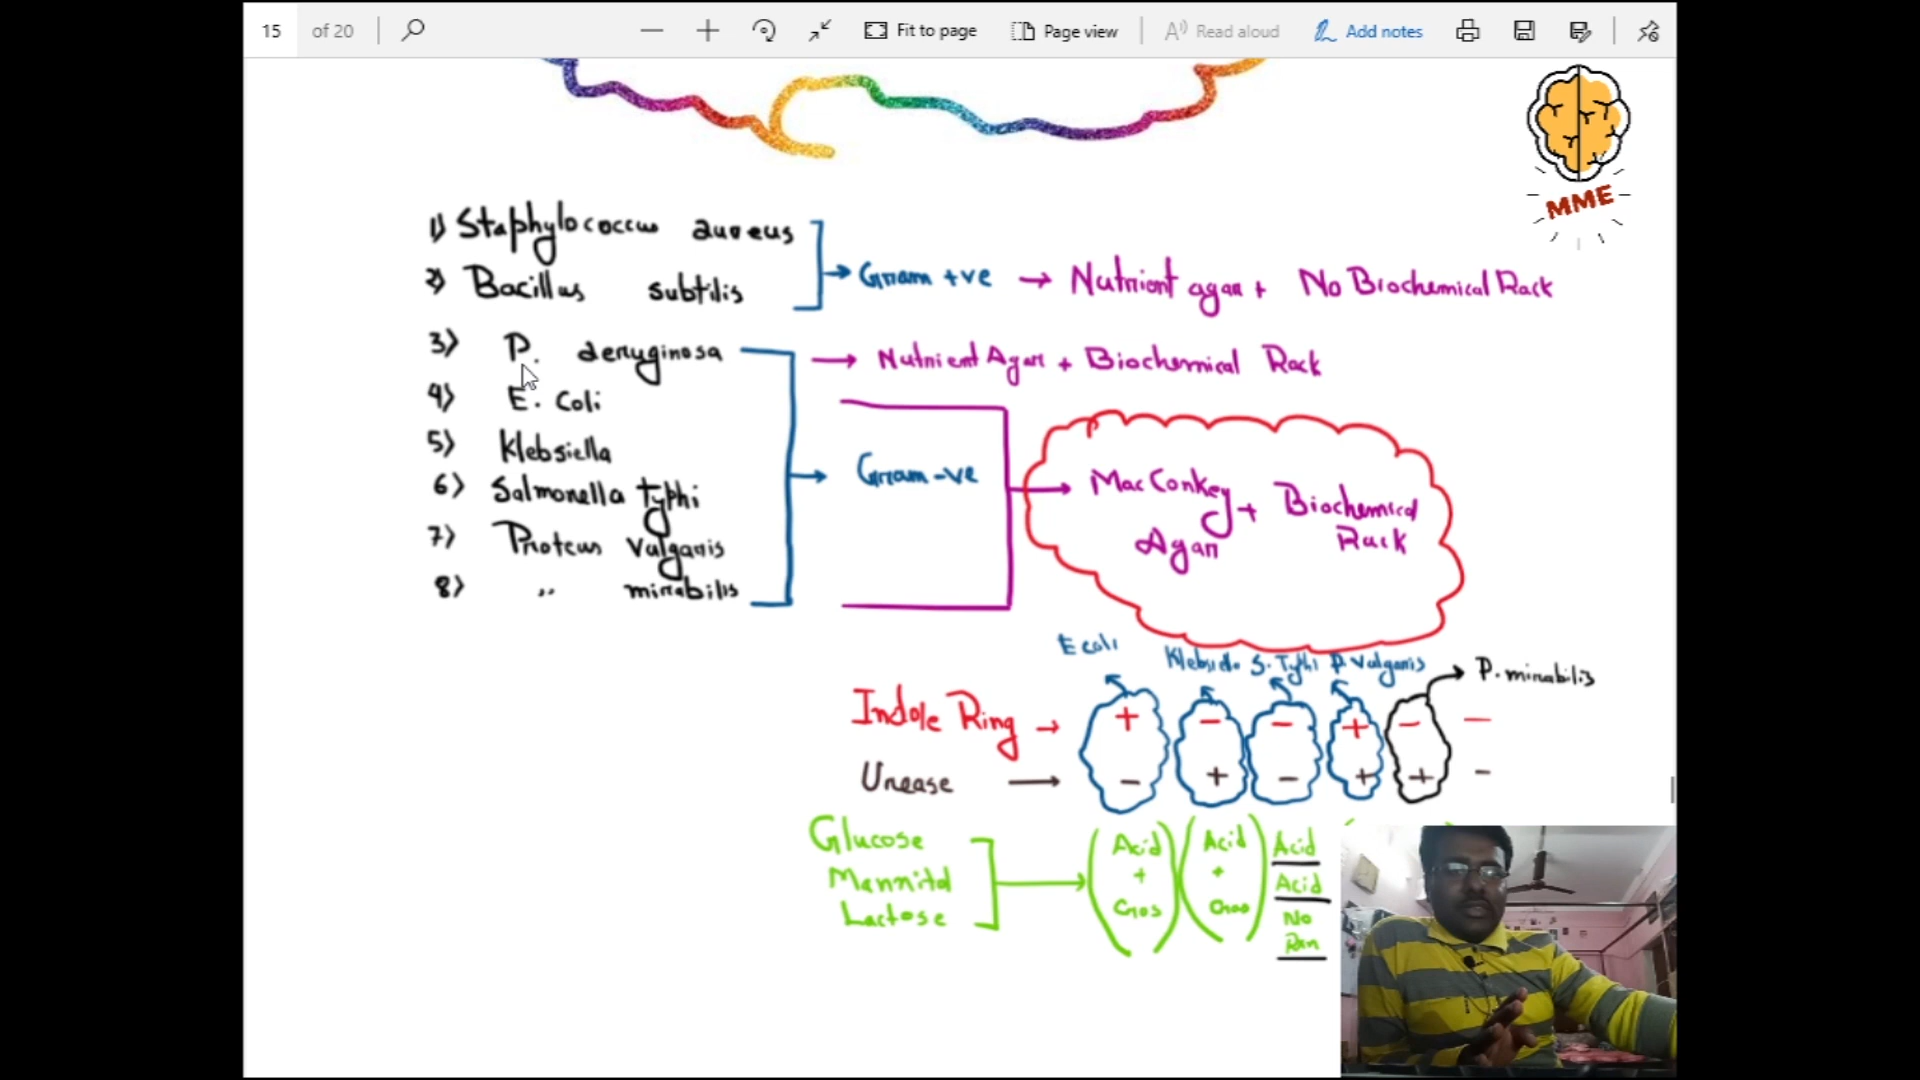 15 of 20 Fit to page Page view Read aloud Add notes
MME
1) Staphylococcus aureus
2) Bacillus subtilis
Gram +ve → Nutrient agar + No Biochemical Rack
3) P. aeruginosa → Nutrient Agar + Biochemical Rack
4) E. Coli
5) Klebsiella
6) Salmonella typhi
7) Proteus Vulgaris
8) " mirabilis
→ Gram -ve
→ MacConkey Agar + Biochemical Rack
E coli Klebsiella S. Typhi P. Vulgaris → P. mirabilis
Indole Ring → + - - + - -
Urease → - + - + + -
Glucose
Mannitol
Lactose
Acid + Gas
Acid + Gas
Acid
Acid
No
Rxn